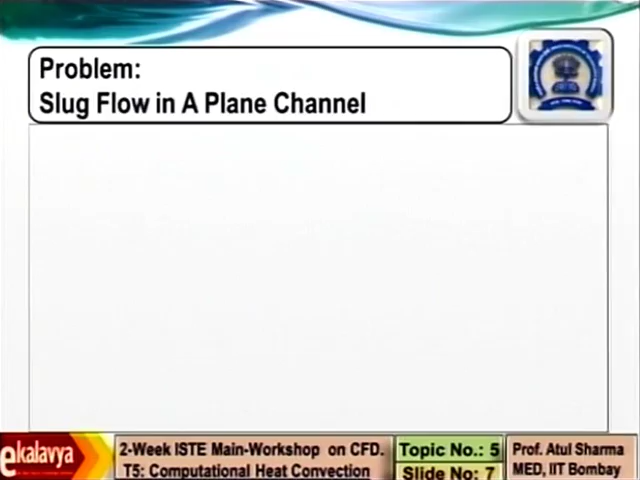 Problem:
Slug Flow in A Plane Channel
ekalavya
2-Week ISTE Main-Workshop on CFD.
T5: Computational Heat Convection
Topic No.: 5
Slide No: 7
Prof. Atul Sharma
MED, IIT Bombay